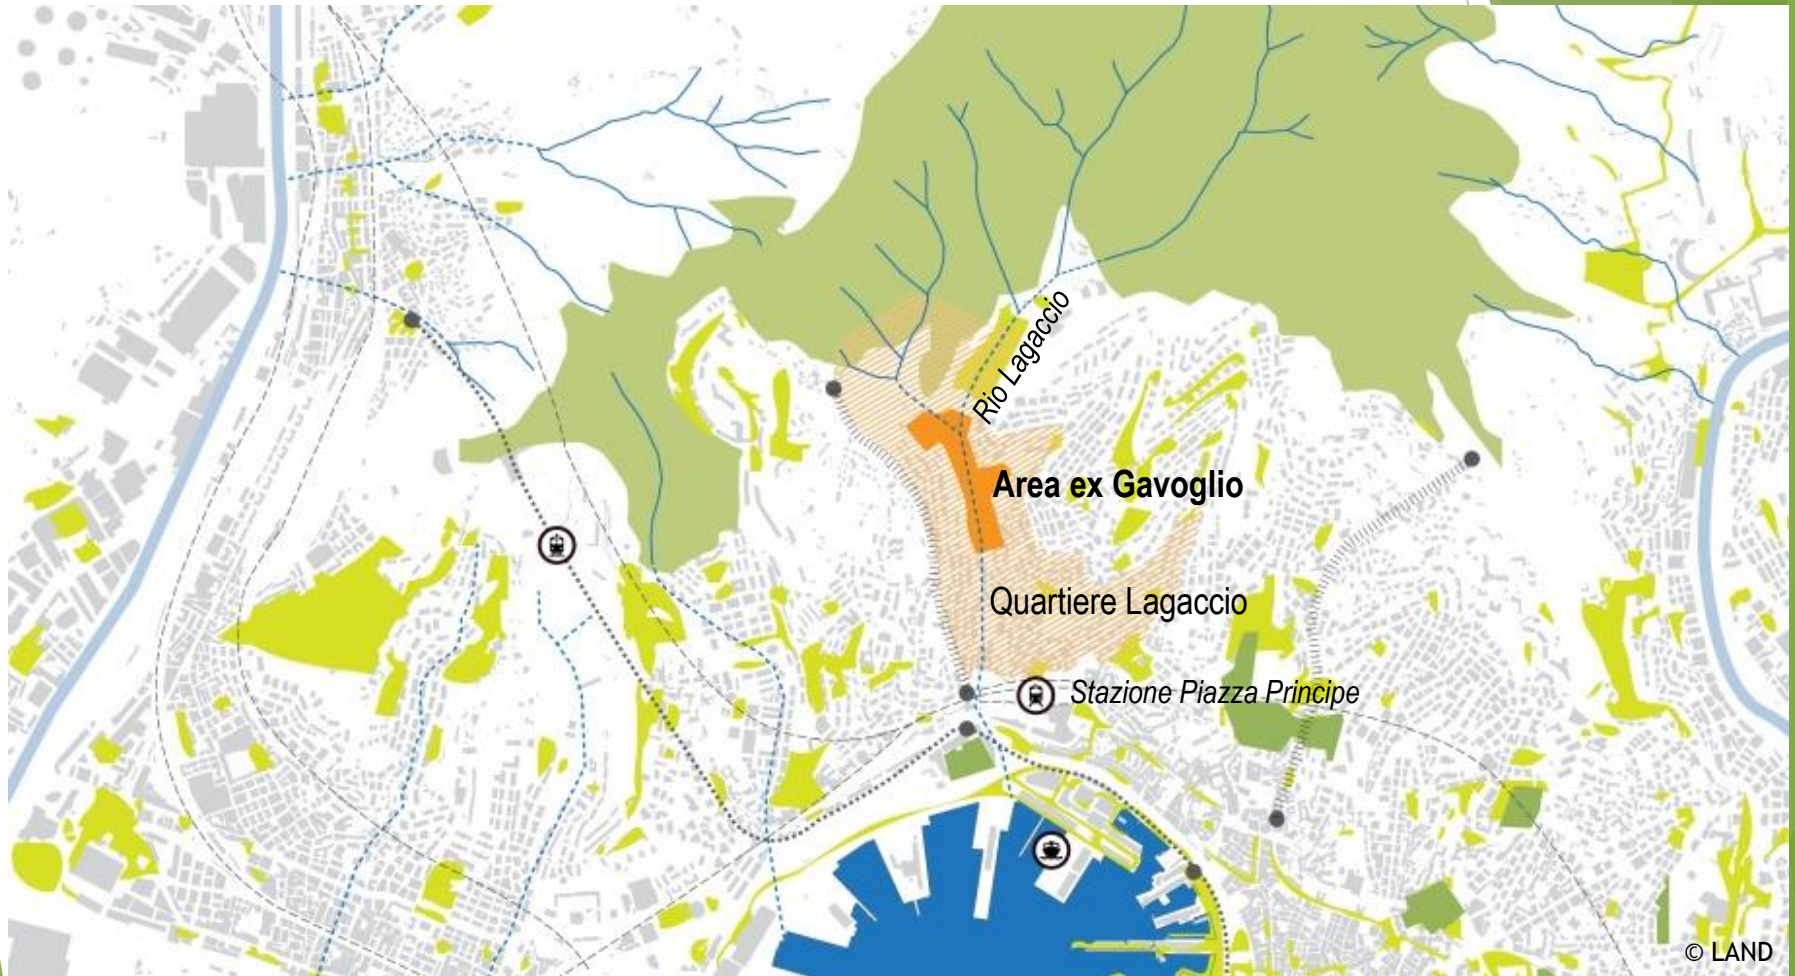 Rio Lagaccio
Area ex Gavoglio
Quartiere Lagaccio
Stazione Piazza Principe
© LAND